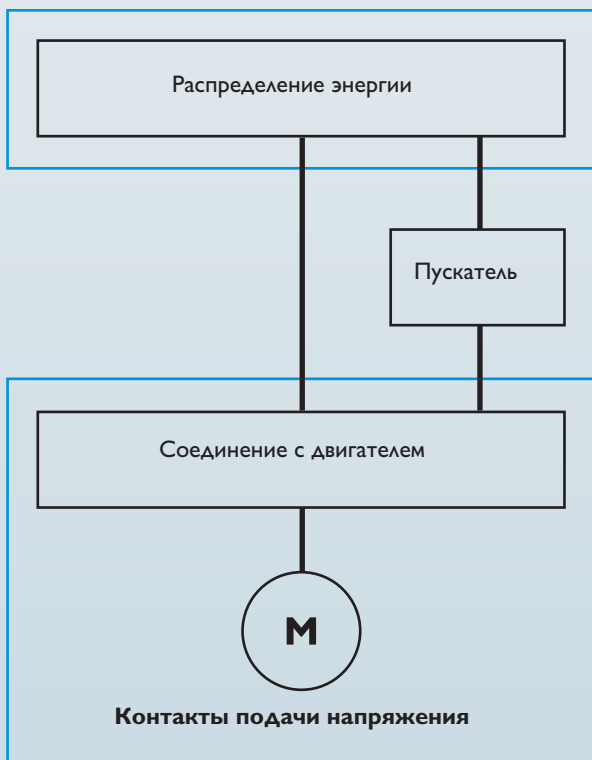 Распределение энергии
Пускатель
Соединение с двигателем
M
Контакты подачи напряжения